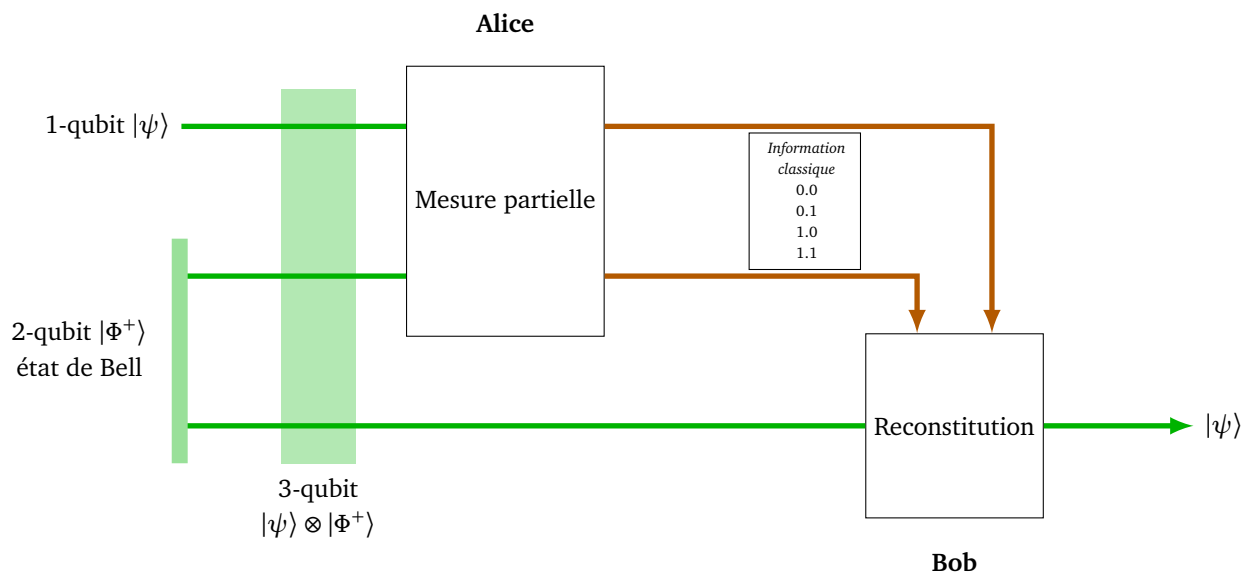 Alice
1-qubit |ψ⟩
Mesure partielle
Information
classique
0.0
0.1
1.0
1.1
2-qubit |Φ⁺⟩
état de Bell
Reconstitution
|ψ⟩
3-qubit
|ψ⟩ ⊗ |Φ⁺⟩
Bob